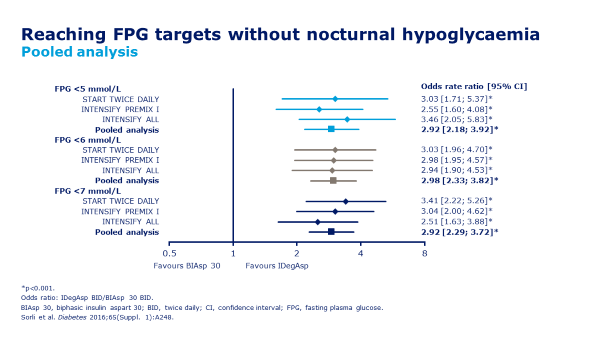 Reaching FPG targets without nocturnal hypoglycaemia
Pooled analysis
Odds rate ratio [95% CI]
FPG <5 mmol/L
START TWICE DAILY 3.03 [1.71; 5.37]*
INTENSIFY PREMIX I 2.55 [1.60; 4.08]*
INTENSIFY ALL 3.46 [2.05; 5.83]*
Pooled analysis 2.92 [2.18; 3.92]*
FPG <6 mmol/L
START TWICE DAILY 3.03 [1.96; 4.70]*
INTENSIFY PREMIX I 2.98 [1.95; 4.57]*
INTENSIFY ALL 2.94 [1.90; 4.53]*
Pooled analysis 2.98 [2.33; 3.82]*
FPG <7 mmol/L
START TWICE DAILY 3.41 [2.22; 5.26]*
INTENSIFY PREMIX I 3.04 [2.00; 4.62]*
INTENSIFY ALL 2.51 [1.63; 3.88]*
Pooled analysis 2.92 [2.29; 3.72]*
0.5 1 2 4 8
Favours BIAsp 30 Favours IDegAsp
*p<0.001.
Odds ratio: IDegAsp BID/BIAsp 30 BID.
BIAsp 30, biphasic insulin aspart 30; BID, twice daily; CI, confidence interval; FPG, fasting plasma glucose.
Sorli et al. Diabetes 2016;65(Suppl. 1):A248.